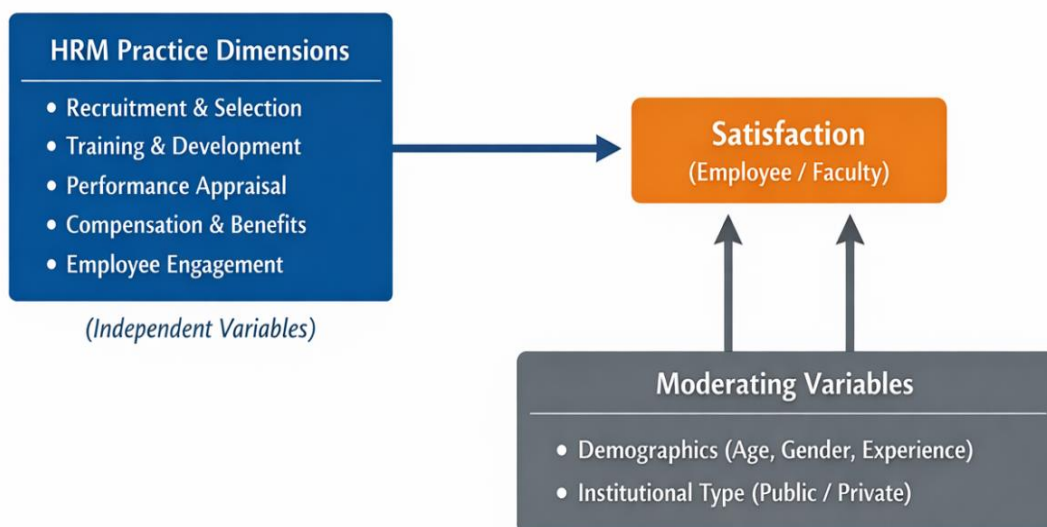 HRM Practice Dimensions
• Recruitment & Selection
• Training & Development
• Performance Appraisal
• Compensation & Benefits
• Employee Engagement
(Independent Variables)
Satisfaction
(Employee / Faculty)
Moderating Variables
• Demographics (Age, Gender, Experience)
• Institutional Type (Public / Private)